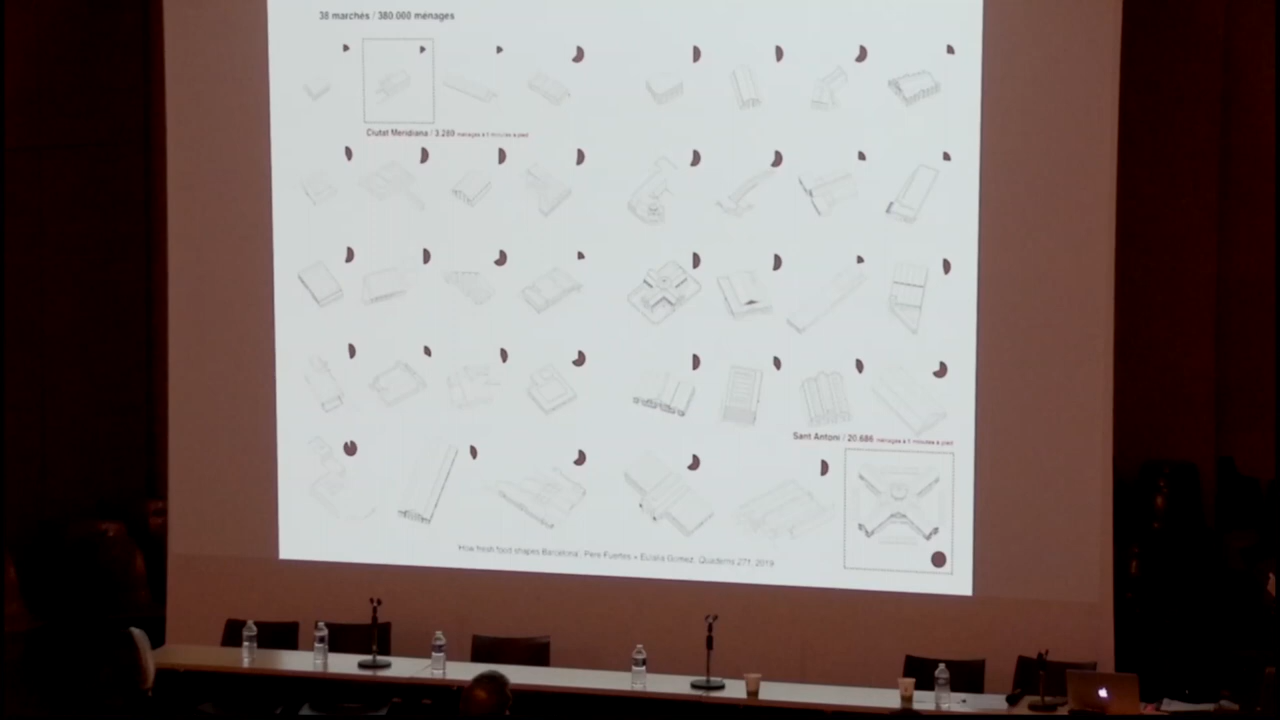 38 marchés / 380.000 ménages
Ciutat Meridiana / 3.289 ménages à 5 minutes à pied
Sant Antoni / 20.686 ménages à 5 minutes à pied
'How fresh food shapes Barcelona', Pere Fuertes + Eulalia Gómez, Quaderns 271, 2019